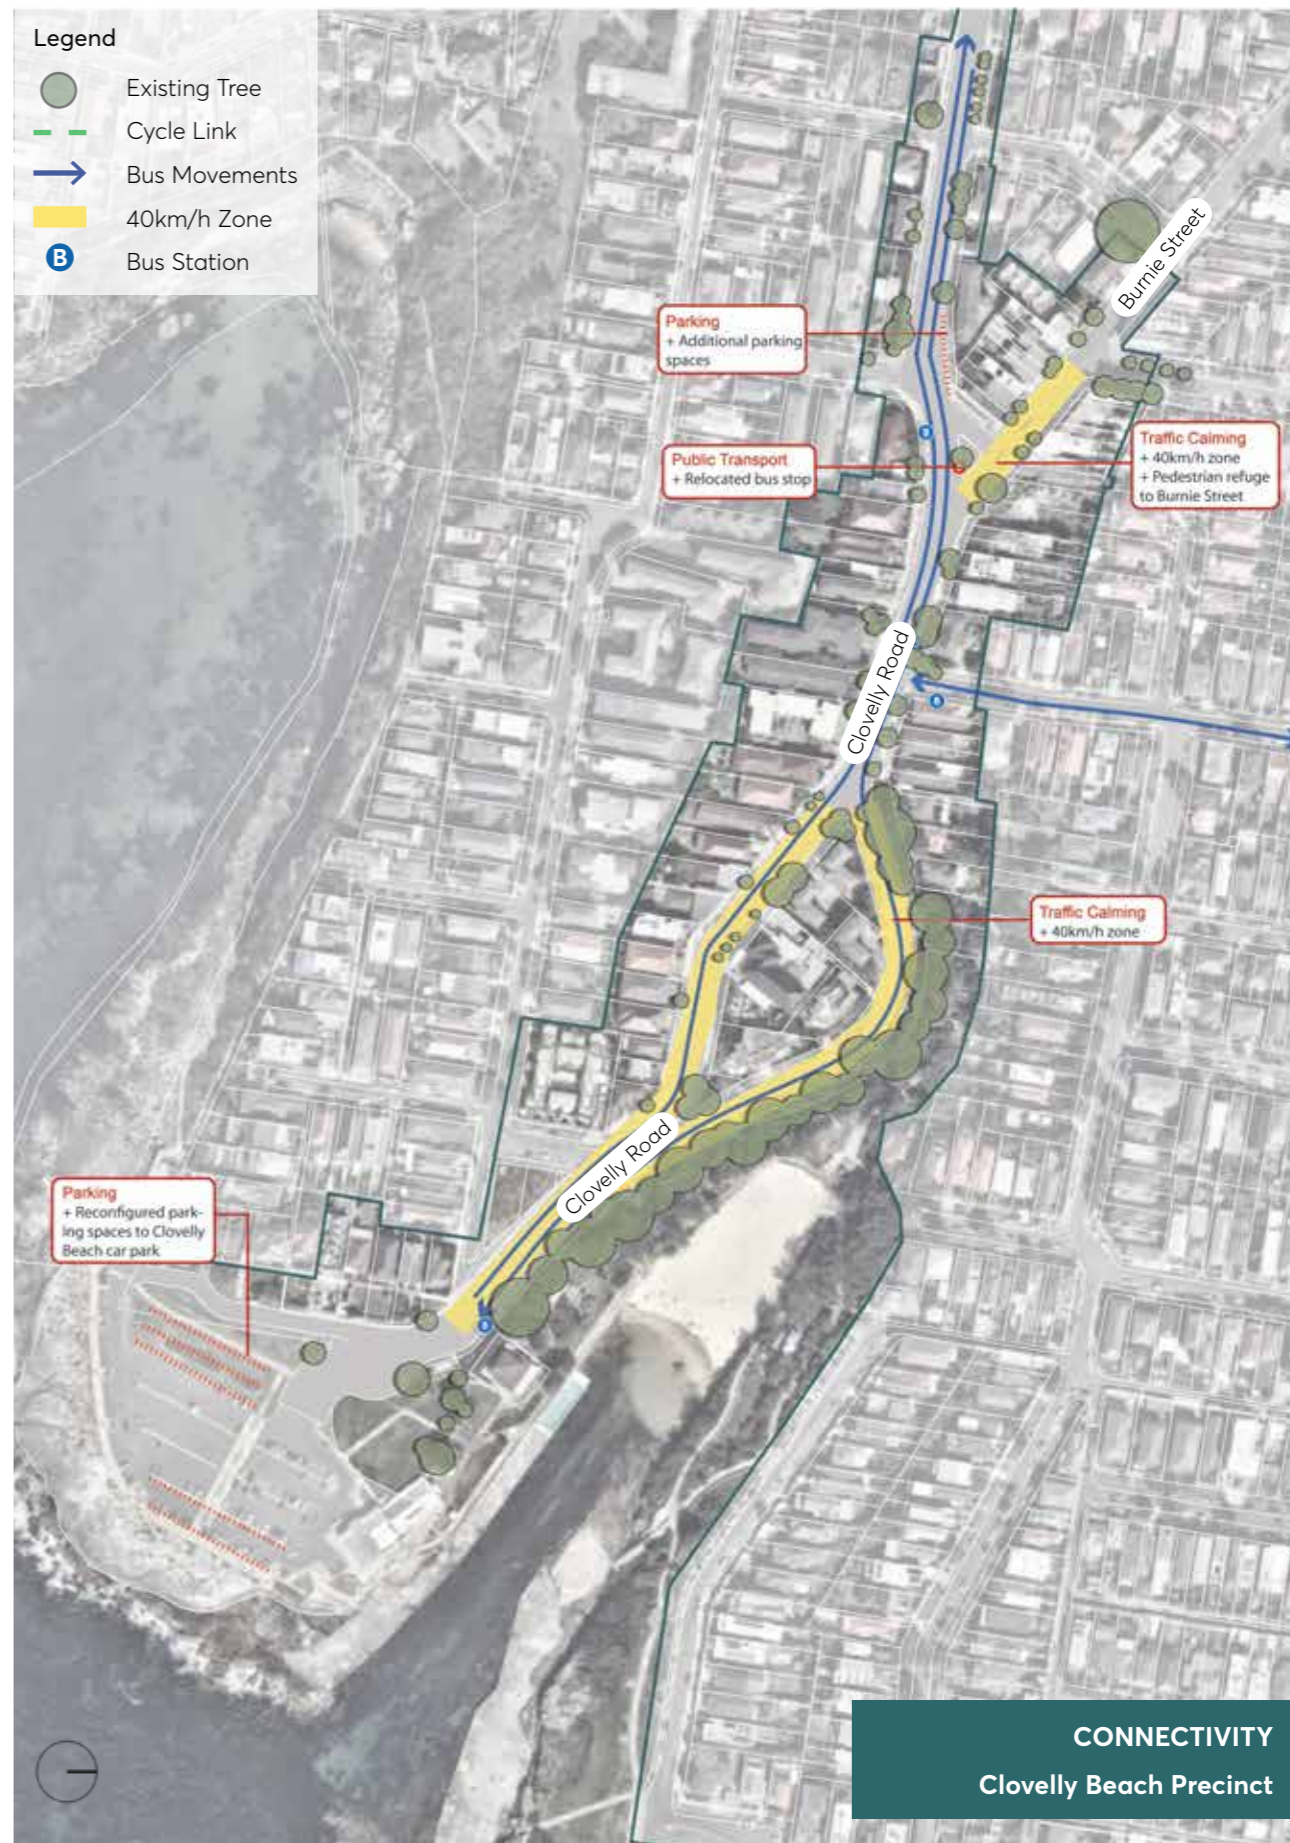 Legend
Existing Tree
Cycle Link
Bus Movements
40km/h Zone
B
Bus Station
Burnie Street
Parking
+ Additional parking
spaces
B
Public Transport
+ Relocated bus stop
Traffic Calming
+ 40km/h zone
+ Pedestrian refuge
to Burnie Street
Clovelly Road
B
Traffic Calming
+ 40km/h zone
Clovelly Road
Parking
+ Reconfigured park-
ing spaces to Clovelly
Beach car park
B
CONNECTIVITY
Clovelly Beach Precinct